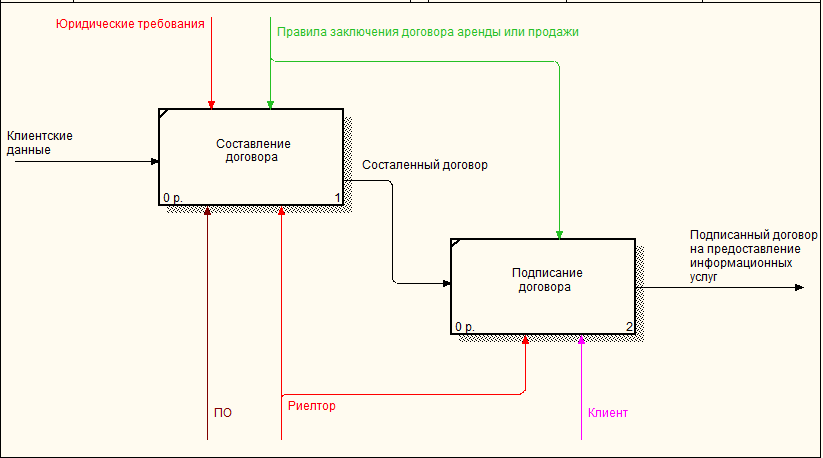 Юридические требования
Правила заключения договора аренды или продажи
Клиентские
данные
Составление
договора
0 р.
1
Состаленный договор
Подписанный договор
на предоставление
информационных
услуг
Подписание
договора
0 р.
2
ПО
Риелтор
Клиент